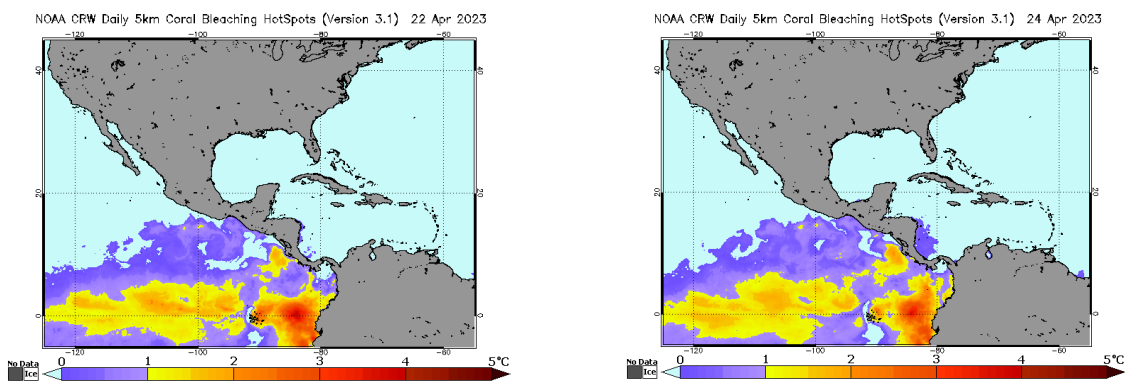 NOAA CRW Daily 5km Coral Bleaching HotSpots (Version 3.1) 22 Apr 2023
-120 -100 -80 -60
40 40
20 20
0 0
-120 -100 -80 -60
No Data
Ice
0 1 2 3 4 5°C
NOAA CRW Daily 5km Coral Bleaching HotSpots (Version 3.1) 24 Apr 2023
-120 -100 -80 -60
40 40
20 20
0 0
-120 -100 -80 -60
No Data
Ice
0 1 2 3 4 5°C